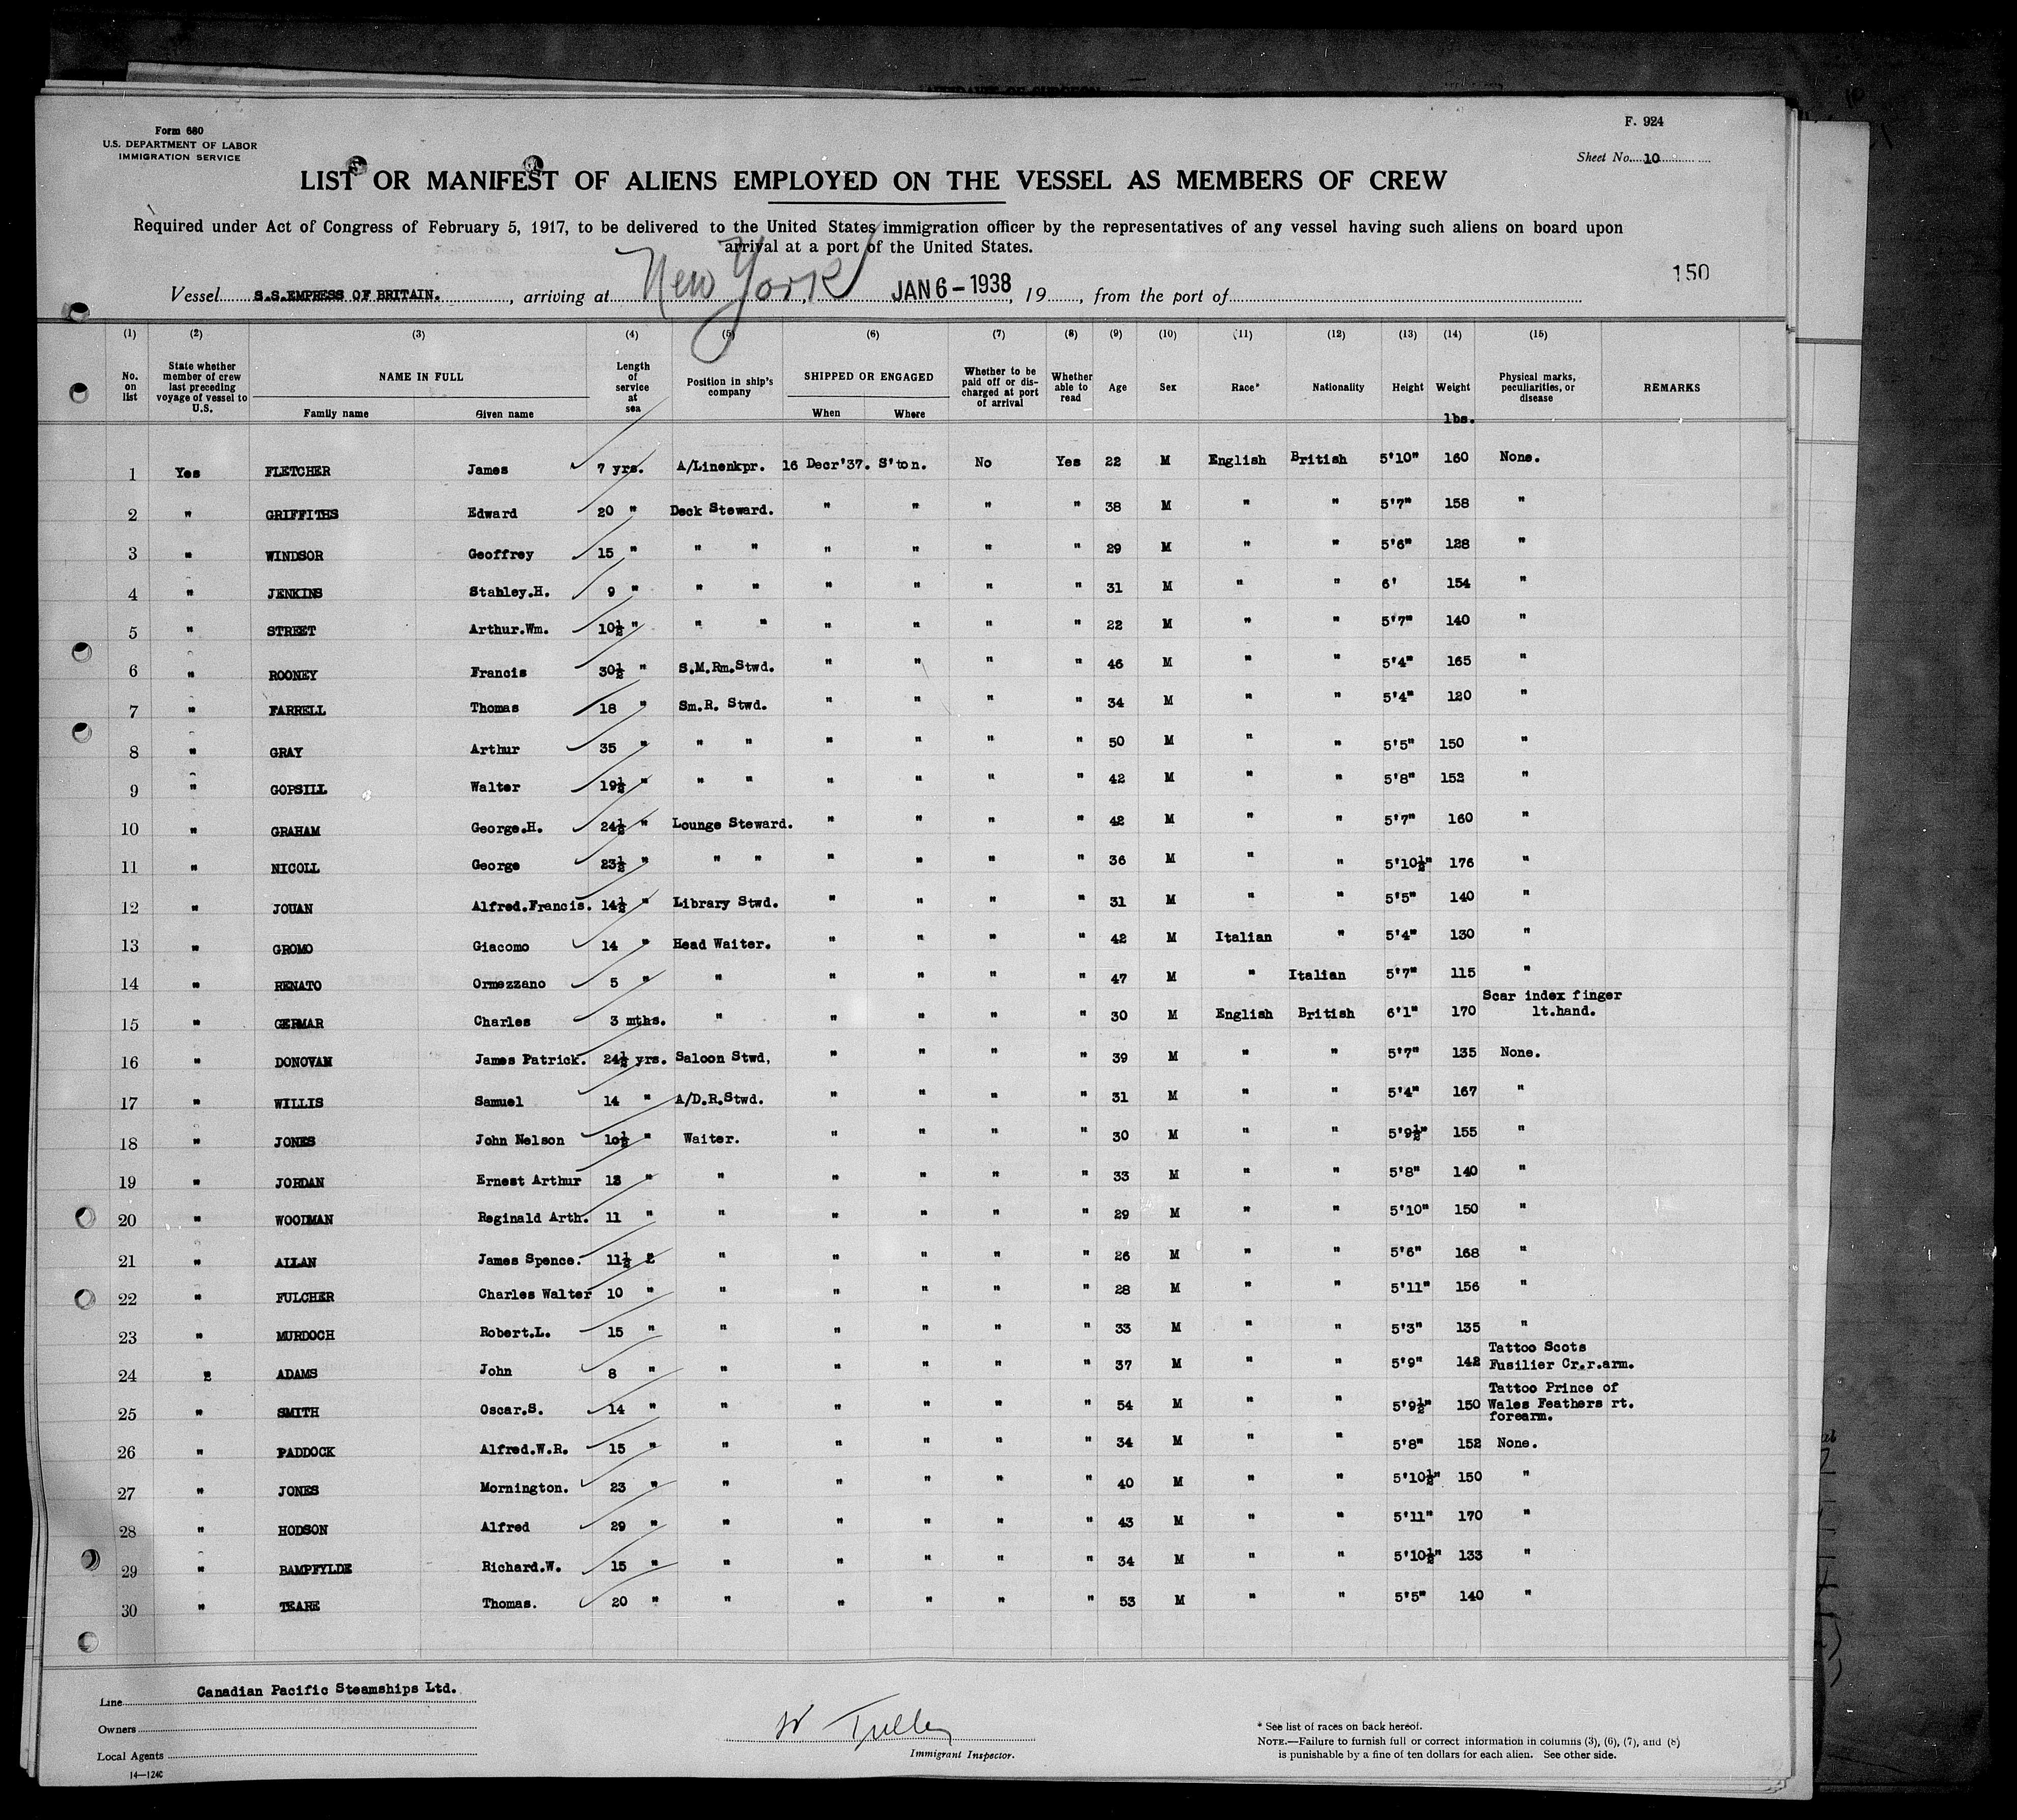 F. 924
Form 680
U.S. DEPARTMENT OF LABOR
IMMIGRATION SERVICE
Sheet No. 10
LIST OR MANIFEST OF ALIENS EMPLOYED ON THE VESSEL AS MEMBERS OF CREW
Required under Act of Congress of February 5, 1917, to be delivered to the United States immigration officer by the representatives of any vessel having such aliens on board upon
arrival at a port of the United States.
150
Vessel S.S.EMPRESS OF BRITAIN. , arriving at New York , JAN 6-1938, 19 , from the port of
(1) (2) (3) (4) (5) (6) (7) (8) (9) (10) (11) (12) (13) (14) (15)
No. on list | State whether member of crew last preceding voyage of vessel to U.S. | NAME IN FULL | Length of service at sea | Position in ship's company | SHIPPED OR ENGAGED | Whether to be paid off or discharged at port of arrival | Whether able to read | Age | Sex | Race* | Nationality | Height | Weight | Physical marks, peculiarities, or disease | REMARKS
Family name Given name When Where
lbs.
1 Yes FLETCHER James 7 yrs. A/Linenkpr. 16 Decr'37. S'ton. No Yes 22 M English British 5'10" 160 None.
2 " GRIFFITHS Edward 20 " Deck Steward. " " " " 38 M " " 5'7" 158 "
3 " WINDSOR Geoffrey 15 " " " " " " " 29 M " " 5'6" 128 "
4 " JENKINS Stahley.H. 9 " " " " " " " 31 M " " 6' 154 "
5 " STREET Arthur.Wm. 10½ " " " " " " " 22 M " " 5'7" 140 "
6 " ROONEY Francis 30½ " S.M.Rm.Stwd. " " " " 46 M " " 5'4" 165 "
7 " FARRELL Thomas 18 " Sm.R. Stwd. " " " " 34 M " " 5'4" 120 "
8 " GRAY Arthur 35 " " " " " " " 50 M " " 5'5" 150 "
9 " GOPSILL Walter 19½ " " " " " " " 42 M " " 5'8" 152 "
10 " GRAHAM George.H. 24½ " Lounge Steward. " " " " 42 M " " 5'7" 160 "
11 " NICOLL George 23½ " " " " " " " 36 M " " 5'10½" 176 "
12 " JOUAN Alfred.Francis. 14½ " Library Stwd. " " " " 31 M " " 5'5" 140 "
13 " GROMO Giacomo 14 " Head Waiter. " " " " 42 M Italian " 5'4" 130 "
14 " RENATO Ormezzano 5 " " " " " " 47 M " Italian 5'7" 115 "
15 " GERMAR Charles 3 mths. " " " " " 30 M English British 6'1" 170 Scar index finger
lt.hand.
16 " DONOVAN James Patrick. 24½ yrs. Saloon Stwd, " " " " 39 M " " 5'7" 135 None.
17 " WILLIS Samuel 14 " A/D.R.Stwd. " " " " 31 M " " 5'4" 167 "
18 " JONES John Nelson 10½ " Waiter. " " " " 30 M " " 5'9½" 155 "
19 " JORDAN Ernest Arthur " " " " " " 33 M " " 5'8" 140 "
20 " WOODMAN Reginald Arth. 11 " " " " " " 29 M " " 5'10" 150 "
21 " ALLAN James Spence. 11½ 2 " " " " " 26 M " " 5'6" 168 "
22 " FULCHER Charles Walter 10 " " " " " " 28 M " " 5'11" 156 "
23 " MURDOCH Robert.L. 15 " " " " " " 33 M " " 5'3" 135 "
24 2 ADAMS John 8 " " " " " " 37 M " " 5'9" 142 Tattoo Scots
Fusilier Cr.r.arm.
25 " SMITH Oscar.S. 14 " " " " " " 54 M " " 5'9½" 150 Tattoo Prince of
Wales Feathers rt.
forearm.
26 " PADDOCK Alfred.W.R. 15 " " " " " " 34 M " " 5'8" 152 None.
27 " JONES Mornington. 23 " " " " " " 40 M " " 5'10½" 150 "
28 " HODSON Alfred 29 " " " " " " 43 M " " 5'11" 170 "
29 " BAMPFYLDE Richard.W. 15 " " " " " " 34 M " " 5'10½" 133 "
30 " TEARE Thomas. 20 " " " " " " 53 M " " 5'5" 140 "
Line Canadian Pacific Steamships Ltd.
Owners
Local Agents
14—1240
W Tulley
Immigrant Inspector.
* See list of races on back hereof.
NOTE.—Failure to furnish full or correct information in columns (3), (6), (7), and (8)
is punishable by a fine of ten dollars for each alien. See other side.